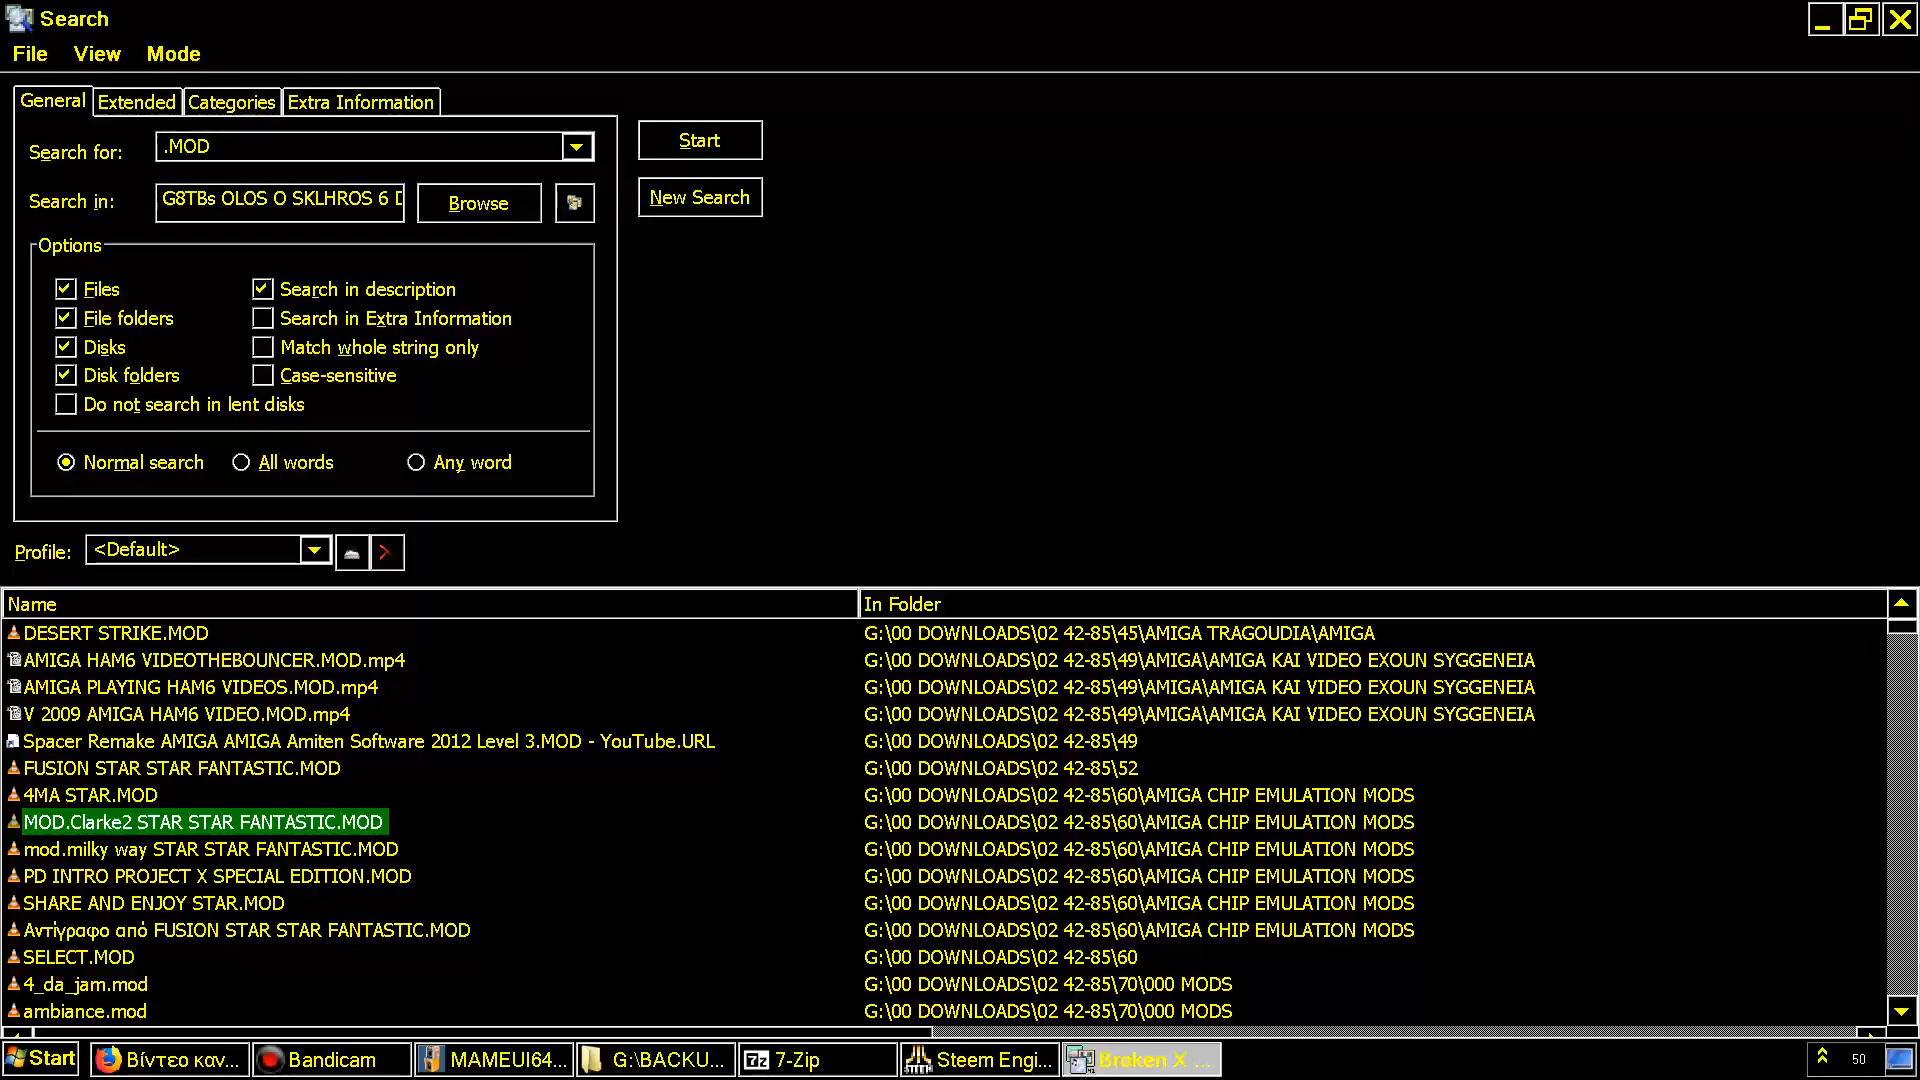 Search
File View Mode
General Extended Categories Extra Information
Search for: .MOD
Start
Search in: G8TBs OLOS O SKLHROS 6 D Browse
New Search
Options
Files Search in description
File folders Search in Extra Information
Disks Match whole string only
Disk folders Case-sensitive
Do not search in lent disks
Normal search All words Any word
Profile: <Default>
Name In Folder
DESERT STRIKE.MOD G:\00 DOWNLOADS\02 42-85\45\AMIGA TRAGOUDIA\AMIGA
AMIGA HAM6 VIDEOTHEBOUNCER.MOD.mp4 G:\00 DOWNLOADS\02 42-85\49\AMIGA\AMIGA KAI VIDEO EXOUN SYGGENEIA
AMIGA PLAYING HAM6 VIDEOS.MOD.mp4 G:\00 DOWNLOADS\02 42-85\49\AMIGA\AMIGA KAI VIDEO EXOUN SYGGENEIA
V 2009 AMIGA HAM6 VIDEO.MOD.mp4 G:\00 DOWNLOADS\02 42-85\49\AMIGA\AMIGA KAI VIDEO EXOUN SYGGENEIA
Spacer Remake AMIGA AMIGA Amiten Software 2012 Level 3.MOD - YouTube.URL G:\00 DOWNLOADS\02 42-85\49
FUSION STAR STAR FANTASTIC.MOD G:\00 DOWNLOADS\02 42-85\52
4MA STAR.MOD G:\00 DOWNLOADS\02 42-85\60\AMIGA CHIP EMULATION MODS
MOD.Clarke2 STAR STAR FANTASTIC.MOD G:\00 DOWNLOADS\02 42-85\60\AMIGA CHIP EMULATION MODS
mod.milky way STAR STAR FANTASTIC.MOD G:\00 DOWNLOADS\02 42-85\60\AMIGA CHIP EMULATION MODS
PD INTRO PROJECT X SPECIAL EDITION.MOD G:\00 DOWNLOADS\02 42-85\60\AMIGA CHIP EMULATION MODS
SHARE AND ENJOY STAR.MOD G:\00 DOWNLOADS\02 42-85\60\AMIGA CHIP EMULATION MODS
Αντίγραφο από FUSION STAR STAR FANTASTIC.MOD G:\00 DOWNLOADS\02 42-85\60\AMIGA CHIP EMULATION MODS
SELECT.MOD G:\00 DOWNLOADS\02 42-85\60
4_da_jam.mod G:\00 DOWNLOADS\02 42-85\70\000 MODS
ambiance.mod G:\00 DOWNLOADS\02 42-85\70\000 MODS
Start Βίντεο καν... Bandicam MAMEUI64... G:\BACKU... 7z 7-Zip Steem Engi... Broken X ... 50